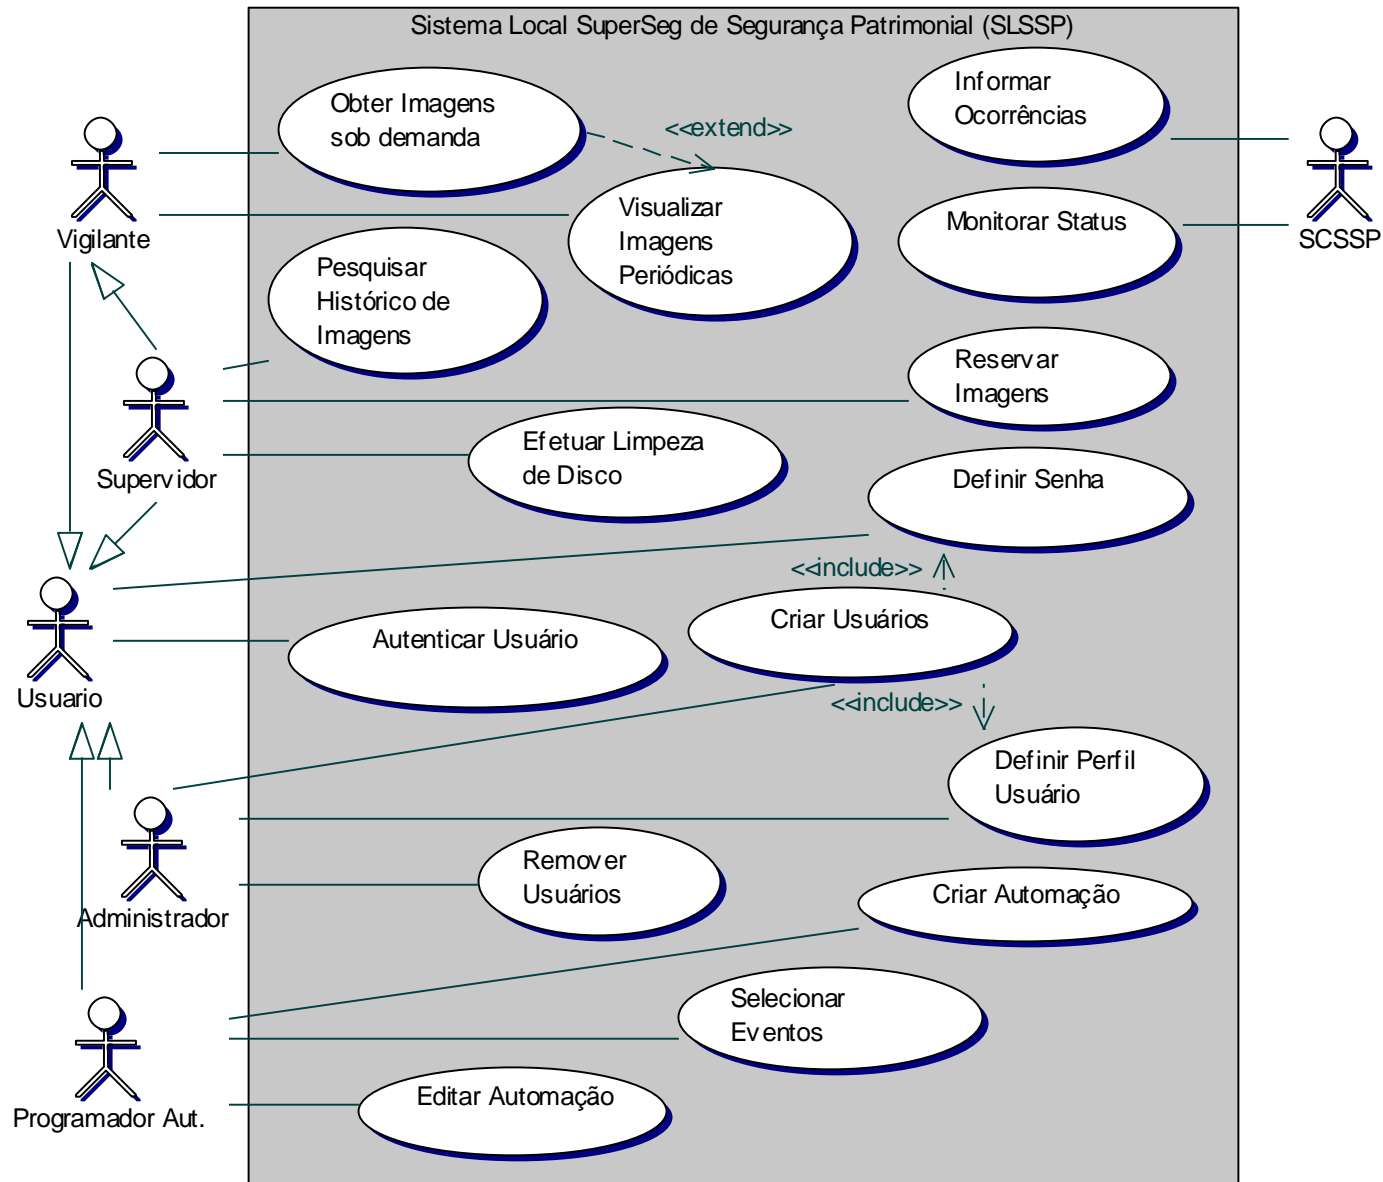 Sistema Local SuperSeg de Segurança Patrimonial (SLSSP)
Obter Imagens
sob demanda
<<extend>>
Informar
Ocorrências
Vigilante
Visualizar
Imagens
Periódicas
Monitorar Status
SCSSP
Pesquisar
Histórico de
Imagens
Reservar
Imagens
Supervidor
Efetuar Limpeza
de Disco
Definir Senha
<<include>>
Usuario
Autenticar Usuário
Criar Usuários
<<include>>
Definir Perfil
Usuário
Administrador
Remover
Usuários
Criar Automação
Selecionar
Eventos
Programador Aut.
Editar Automação